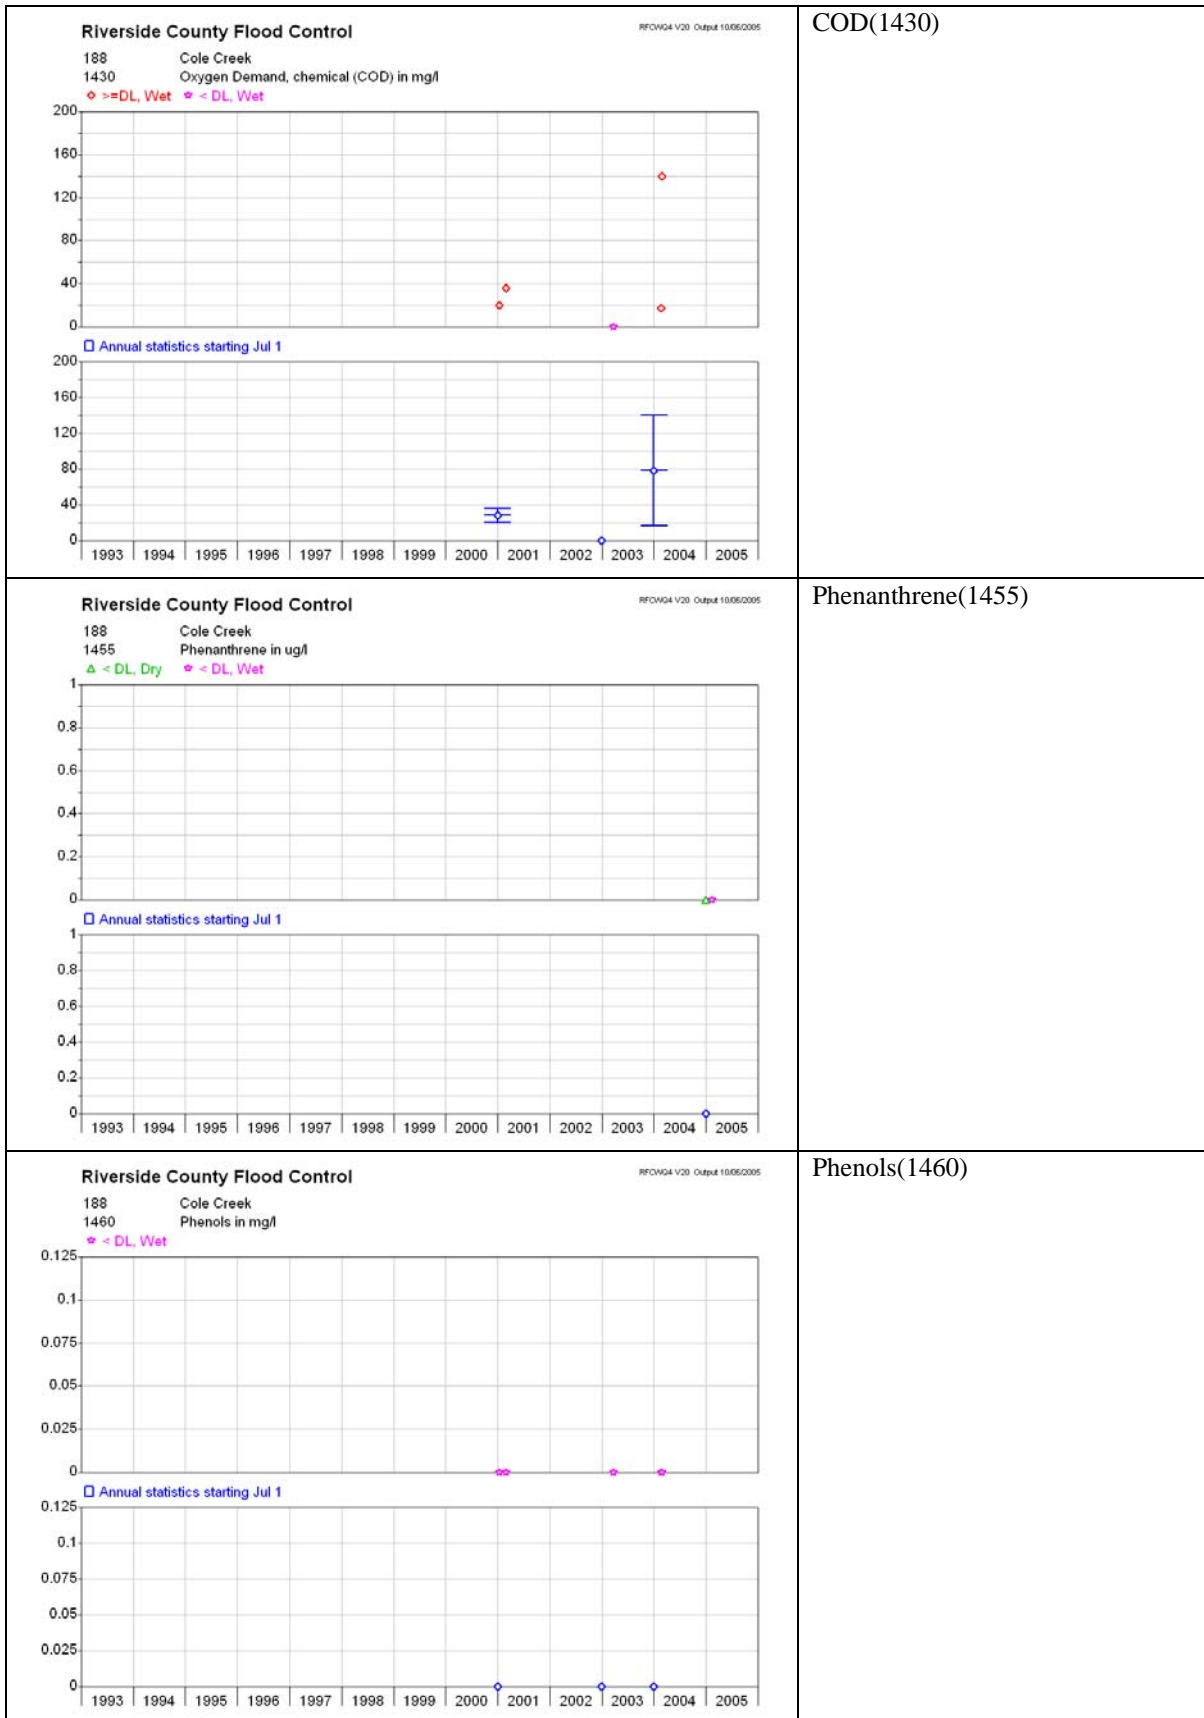 Riverside County Flood Control
RFCWQ4 V20 Output 10/06/2005
188 Cole Creek
1430 Oxygen Demand, chemical (COD) in mg/l
>=DL, Wet < DL, Wet
200
160
120
80
40
0
Annual statistics starting Jul 1
200
160
120
80
40
0
1993 1994 1995 1996 1997 1998 1999 2000 2001 2002 2003 2004 2005
COD(1430)
Riverside County Flood Control
RFCWQ4 V20 Output 10/06/2005
188 Cole Creek
1455 Phenanthrene in ug/l
< DL, Dry < DL, Wet
1
0.8
0.6
0.4
0.2
0
Annual statistics starting Jul 1
1
0.8
0.6
0.4
0.2
0
1993 1994 1995 1996 1997 1998 1999 2000 2001 2002 2003 2004 2005
Phenanthrene(1455)
Riverside County Flood Control
RFCWQ4 V20 Output 10/06/2005
188 Cole Creek
1460 Phenols in mg/l
< DL, Wet
0.125
0.1
0.075
0.05
0.025
0
Annual statistics starting Jul 1
0.125
0.1
0.075
0.05
0.025
0
1993 1994 1995 1996 1997 1998 1999 2000 2001 2002 2003 2004 2005
Phenols(1460)